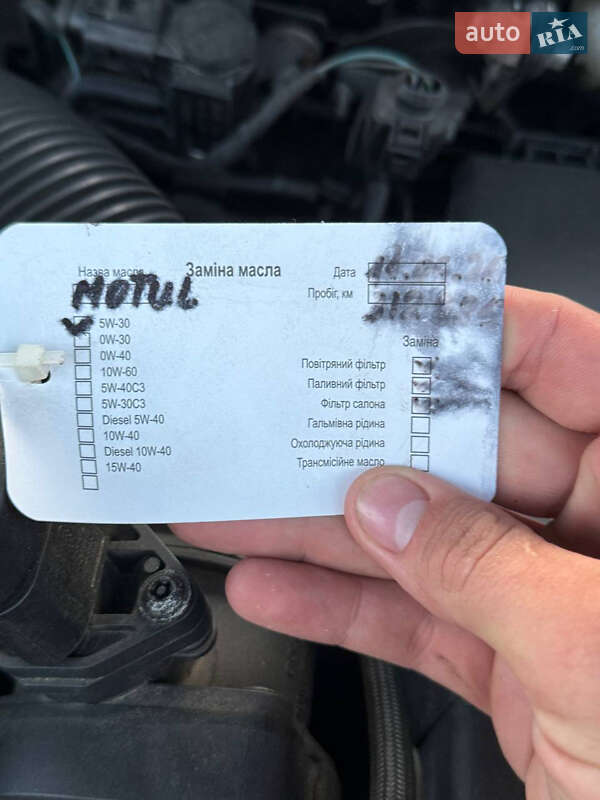 auto RIA .com
Назва масла
Заміна масла
MOTUL
5W-30
0W-30
0W-40
10W-60
5W-40C3
5W-30C3
Diesel 5W-40
10W-40
Diesel 10W-40
15W-40
Дата
Пробіг, км
Заміна
Повітряний фільтр
Паливний фільтр
Фільтр салона
Гальмівна рідина
Охолоджуюча рідина
Трансмісійне масло